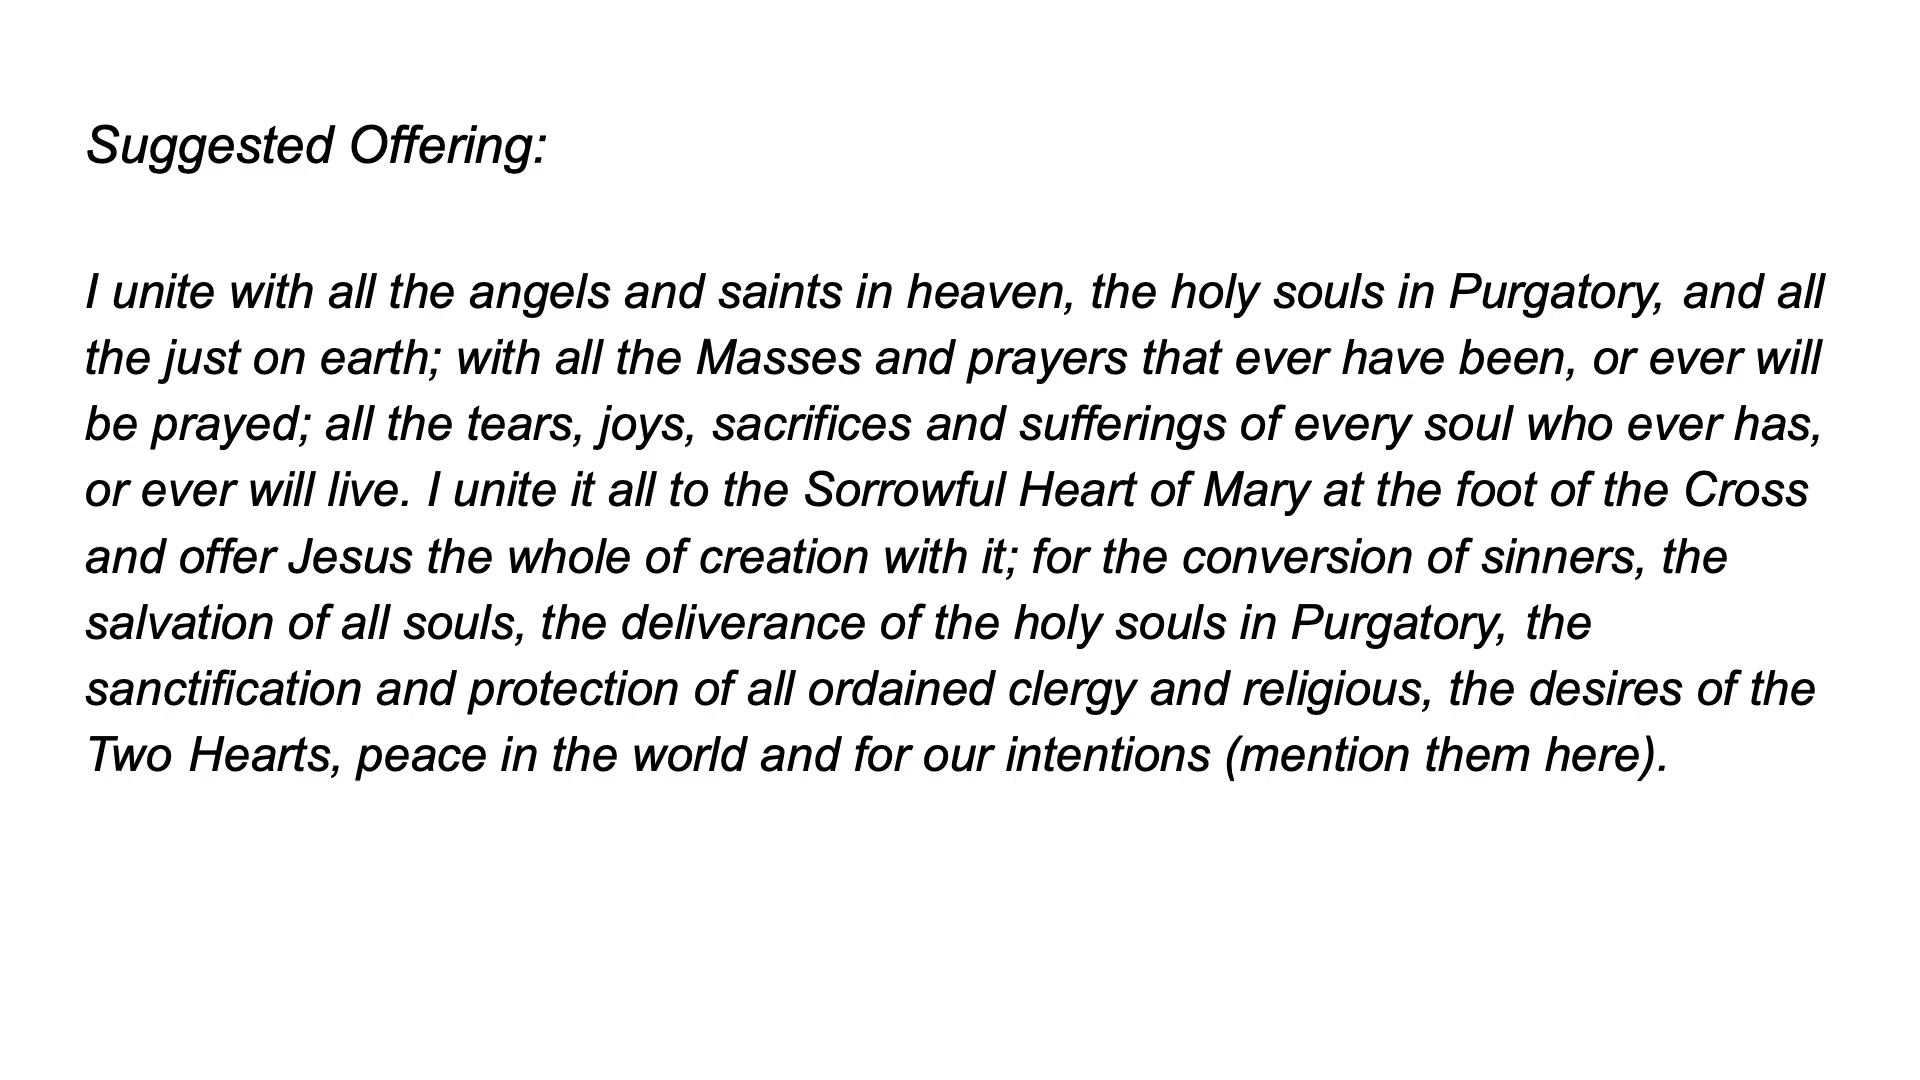 Suggested Offering:
I unite with all the angels and saints in heaven, the holy souls in Purgatory, and all
the just on earth; with all the Masses and prayers that ever have been, or ever will
be prayed; all the tears, joys, sacrifices and sufferings of every soul who ever has,
or ever will live. I unite it all to the Sorrowful Heart of Mary at the foot of the Cross
and offer Jesus the whole of creation with it; for the conversion of sinners, the
salvation of all souls, the deliverance of the holy souls in Purgatory, the
sanctification and protection of all ordained clergy and religious, the desires of the
Two Hearts, peace in the world and for our intentions (mention them here).